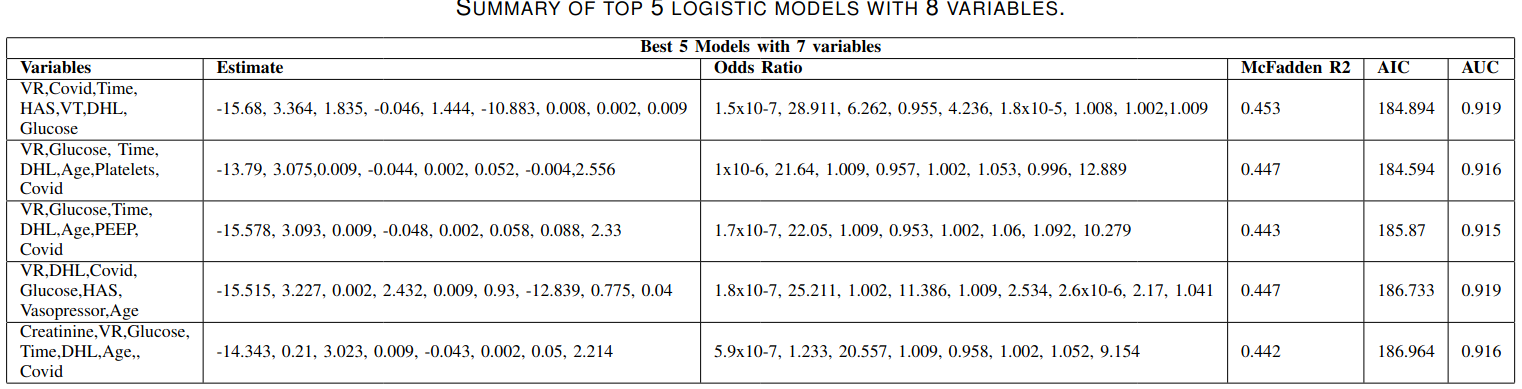 SUMMARY OF TOP 5 LOGISTIC MODELS WITH 8 VARIABLES.
Best 5 Models with 7 variables
Variables Estimate Odds Ratio McFadden R2 AIC AUC
VR,Covid,Time,
HAS,VT,DHL,
Glucose
-15.68, 3.364, 1.835, -0.046, 1.444, -10.883, 0.008, 0.002, 0.009
1.5x10-7, 28.911, 6.262, 0.955, 4.236, 1.8x10-5, 1.008, 1.002,1.009
0.453
184.894
0.919
VR,Glucose, Time,
DHL,Age,Platelets,
Covid
-13.79, 3.075,0.009, -0.044, 0.002, 0.052, -0.004,2.556
1x10-6, 21.64, 1.009, 0.957, 1.002, 1.053, 0.996, 12.889
0.447
184.594
0.916
VR,Glucose,Time,
DHL,Age,PEEP,
Covid
-15.578, 3.093, 0.009, -0.048, 0.002, 0.058, 0.088, 2.33
1.7x10-7, 22.05, 1.009, 0.953, 1.002, 1.06, 1.092, 10.279
0.443
185.87
0.915
VR,DHL,Covid,
Glucose,HAS,
Vasopressor,Age
-15.515, 3.227, 0.002, 2.432, 0.009, 0.93, -12.839, 0.775, 0.04
1.8x10-7, 25.211, 1.002, 11.386, 1.009, 2.534, 2.6x10-6, 2.17, 1.041
0.447
186.733
0.919
Creatinine,VR,Glucose,
Time,DHL,Age,,
Covid
-14.343, 0.21, 3.023, 0.009, -0.043, 0.002, 0.05, 2.214
5.9x10-7, 1.233, 20.557, 1.009, 0.958, 1.002, 1.052, 9.154
0.442
186.964
0.916